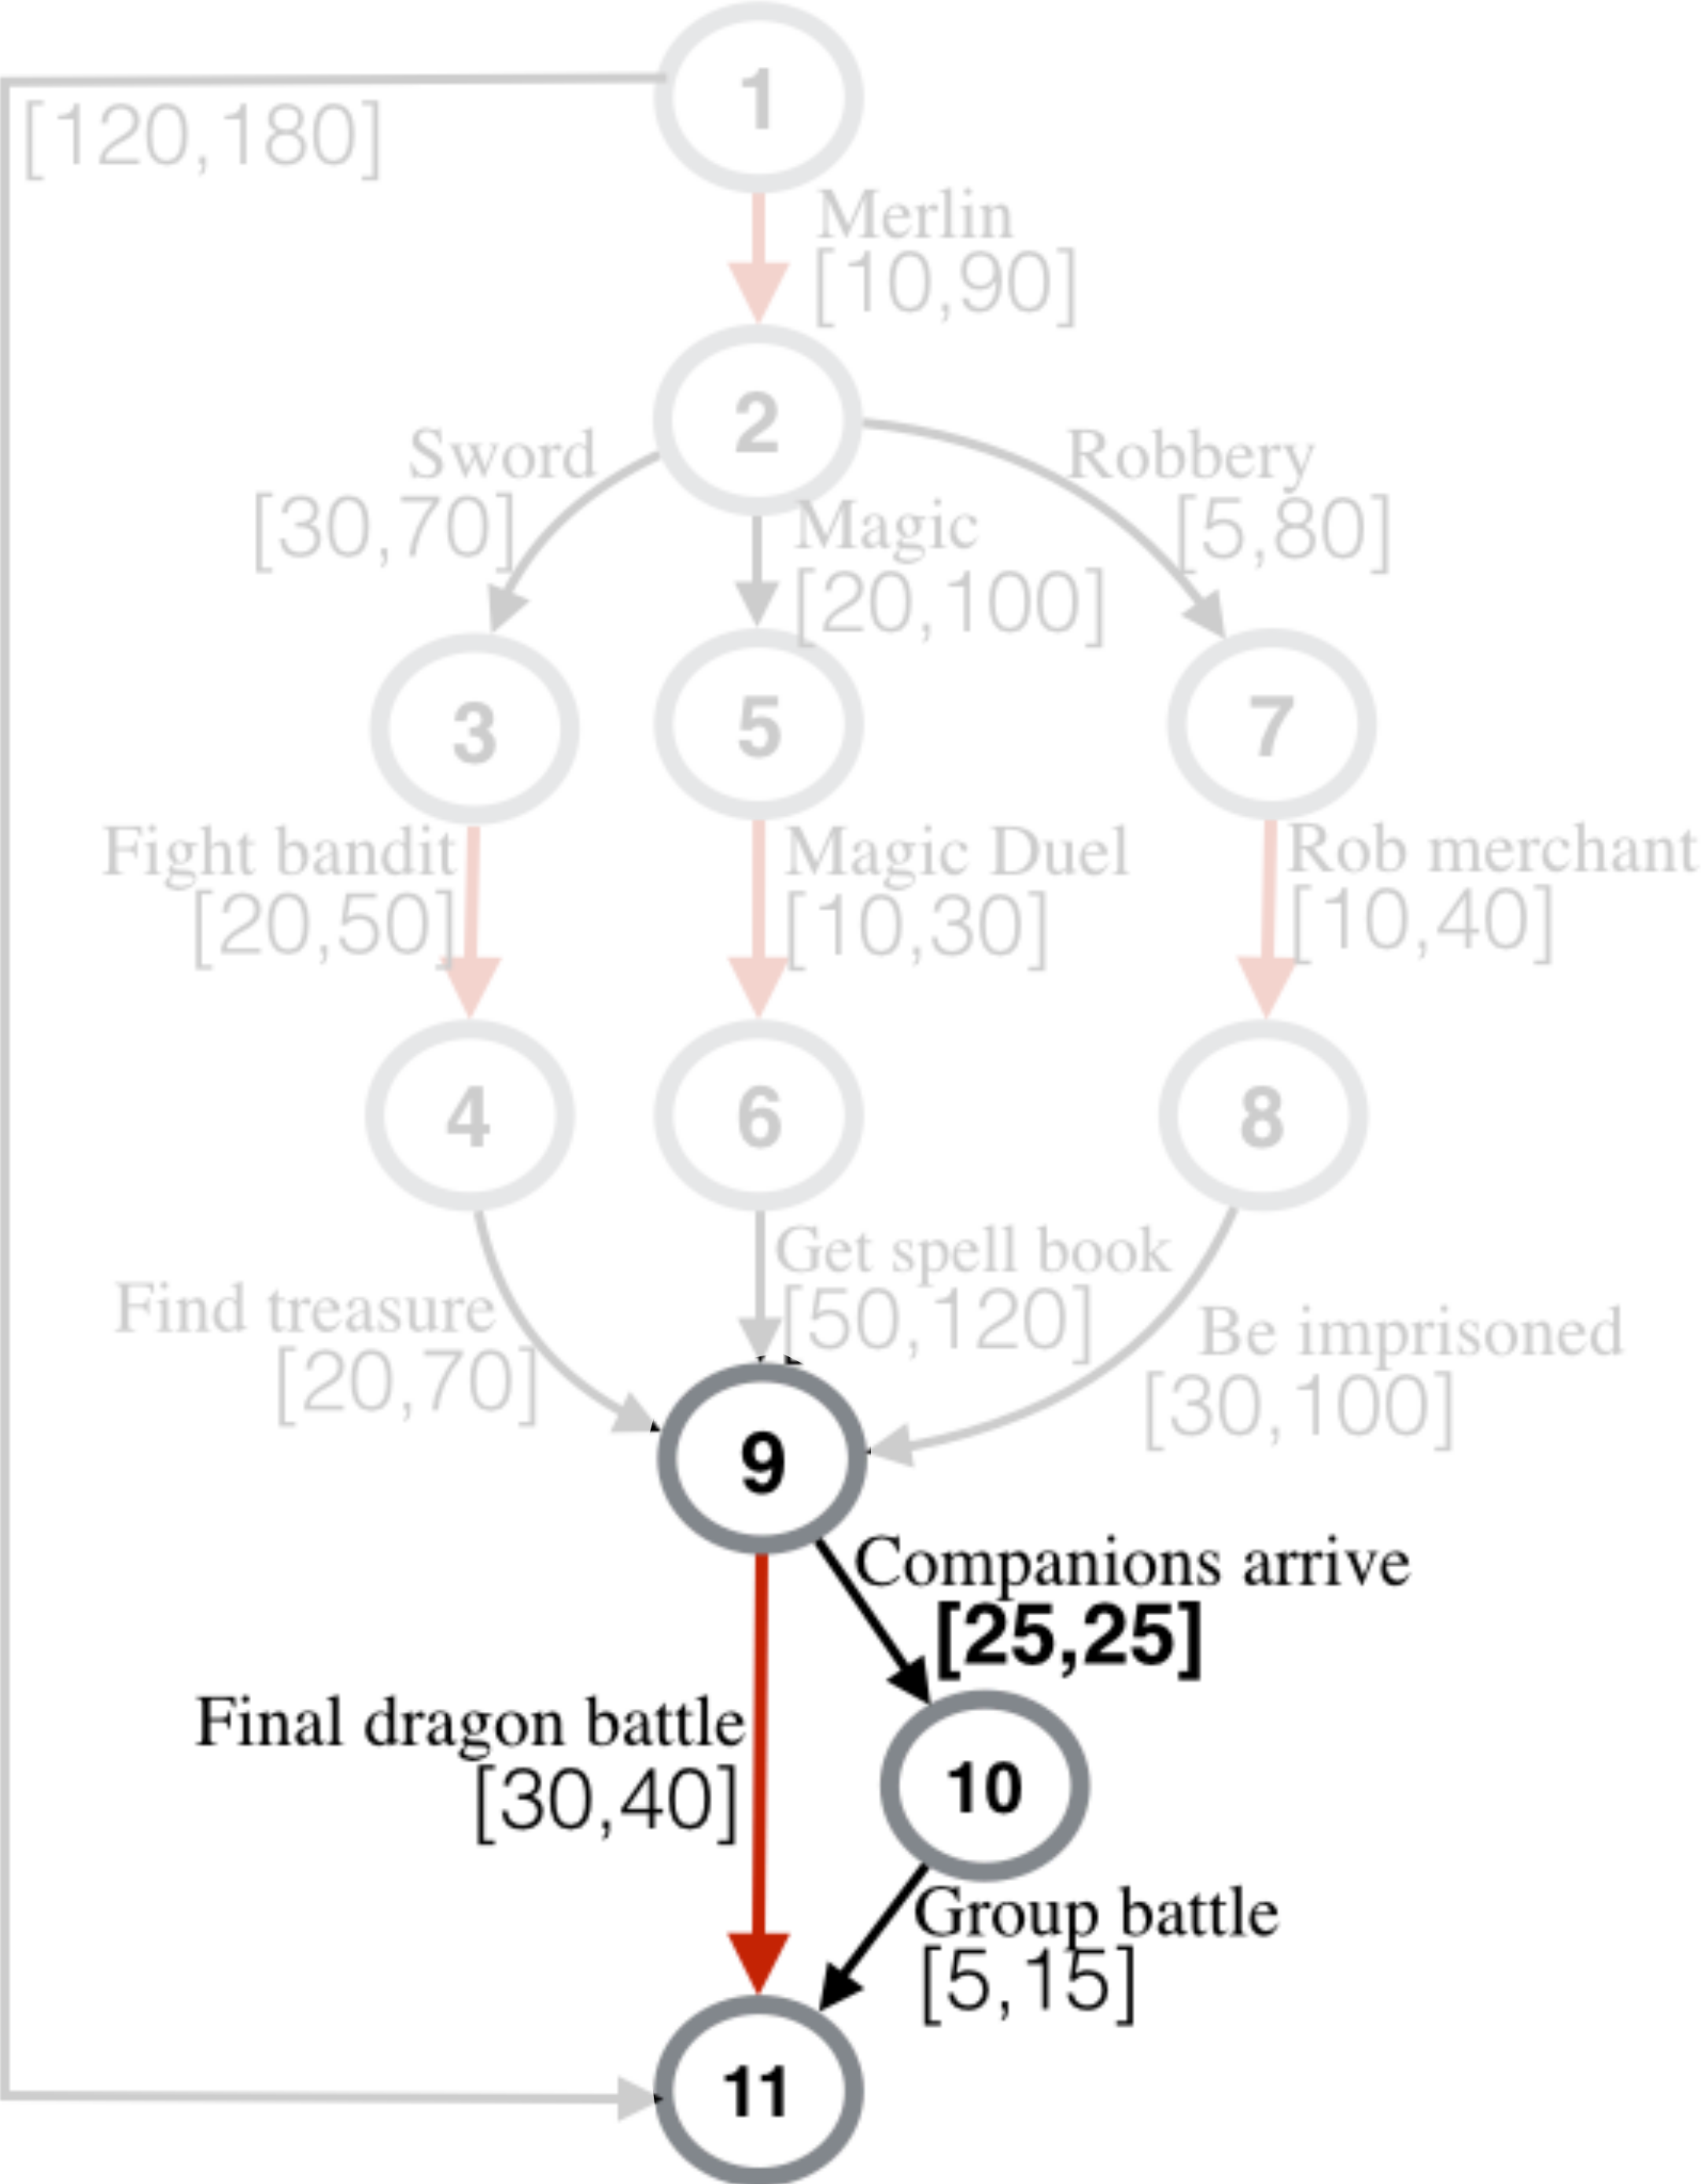 1
[120,180]
Merlin
[10,90]
2
Sword
[30,70]
Magic
[20,100]
Robbery
[5,80]
3
5
7
Fight bandit
[20,50]
Magic Duel
[10,30]
Rob merchant
[10,40]
4
6
8
Find treasure
[20,70]
Get spell book
[50,120]
Be imprisoned
[30,100]
9
Companions arrive
[25,25]
Final dragon battle
[30,40]
10
Group battle
[5,15]
11